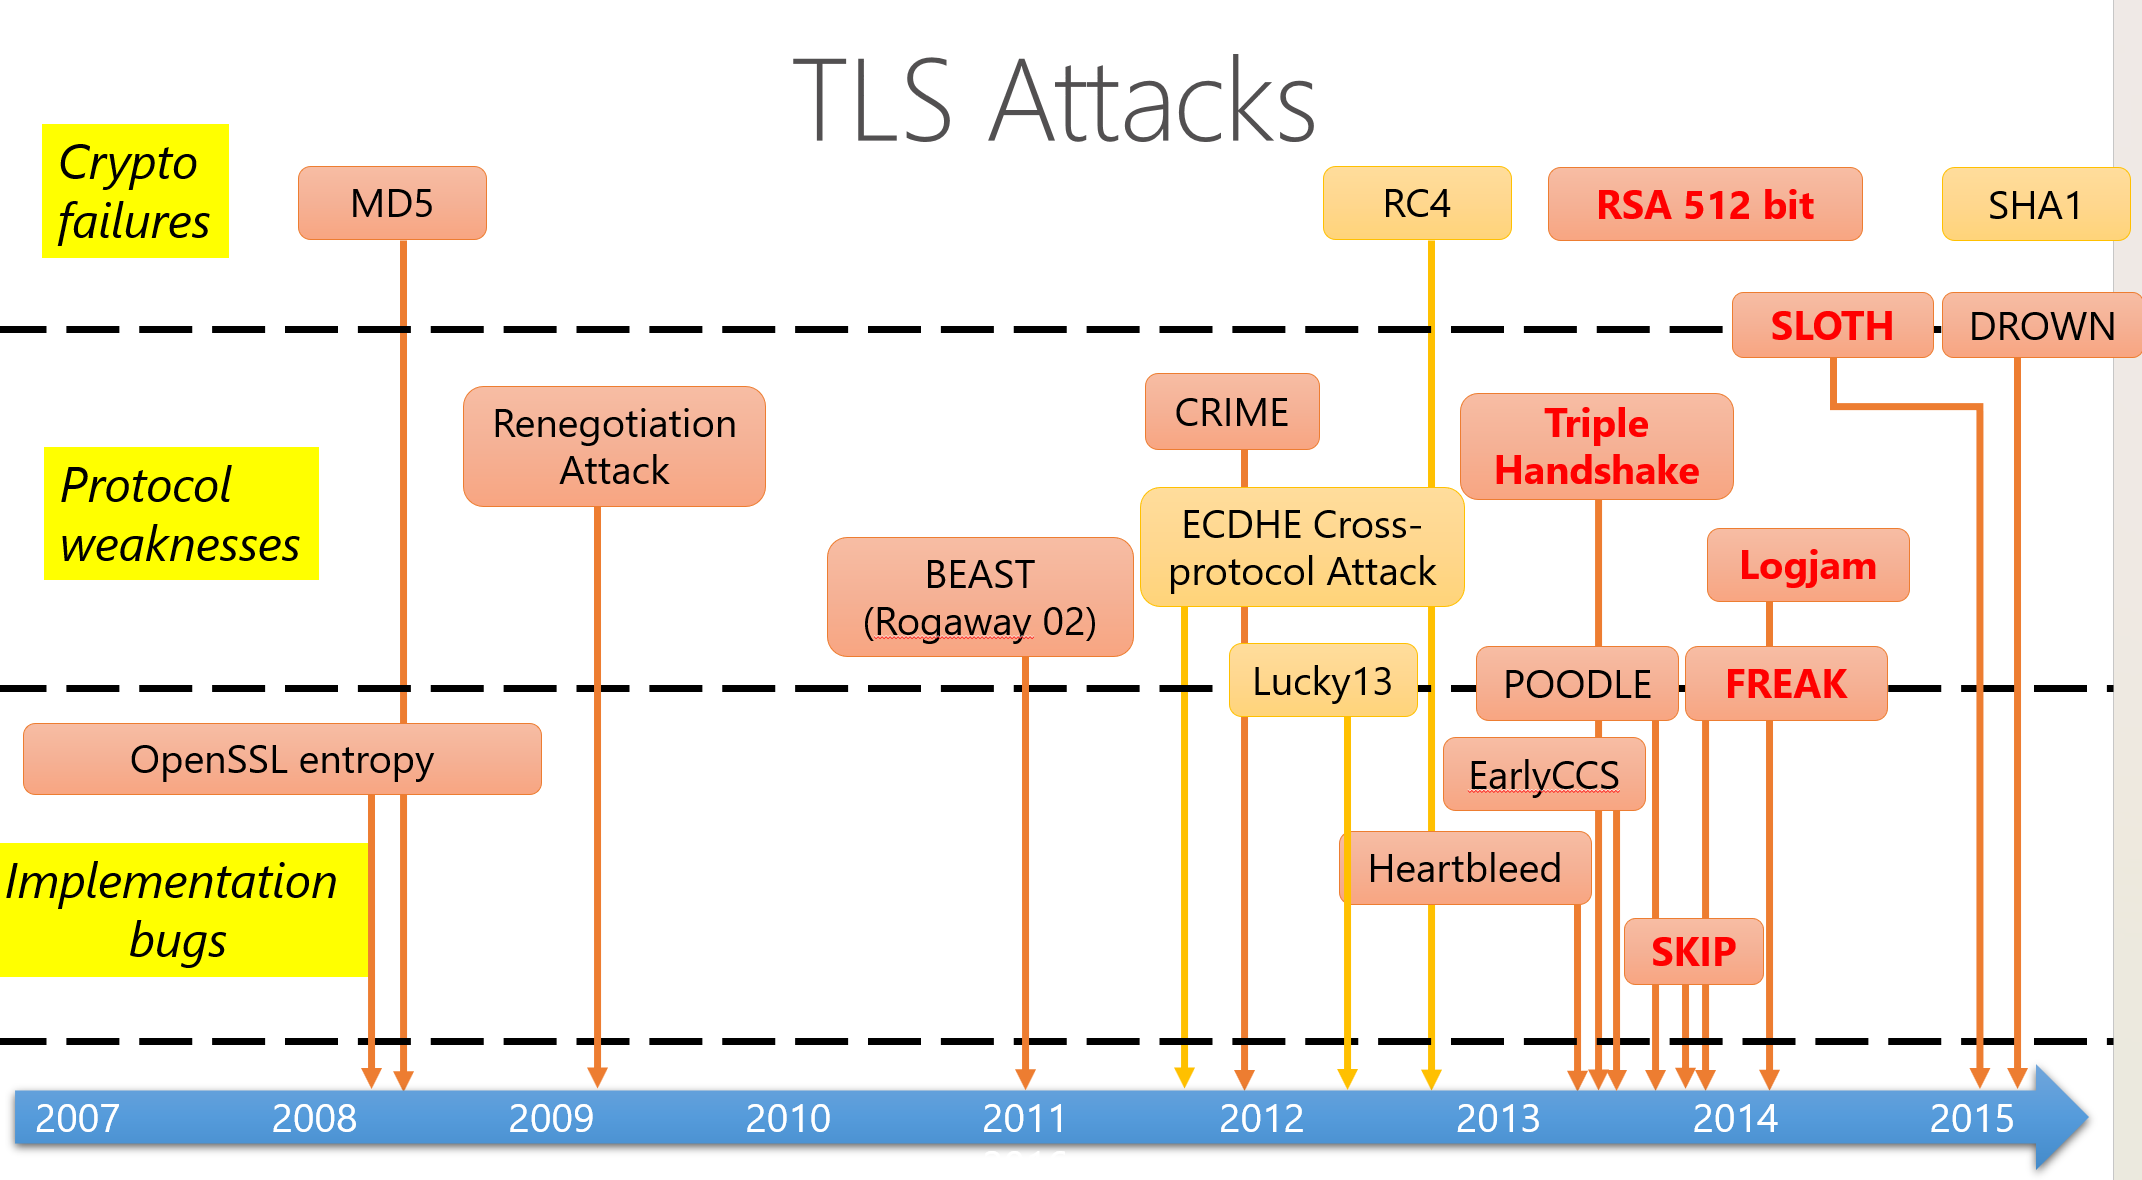 TLS Attacks
Crypto
failures
MD5
RC4
RSA 512 bit
SHA1
SLOTH
DROWN
Protocol
weaknesses
Renegotiation
Attack
CRIME
Triple
Handshake
ECDHE Cross-
protocol Attack
BEAST
(Rogaway 02)
Logjam
Lucky13
POODLE
FREAK
OpenSSL entropy
EarlyCCS
Implementation
bugs
Heartbleed
SKIP
2007 2008 2009 2010 2011 2012 2013 2014 2015